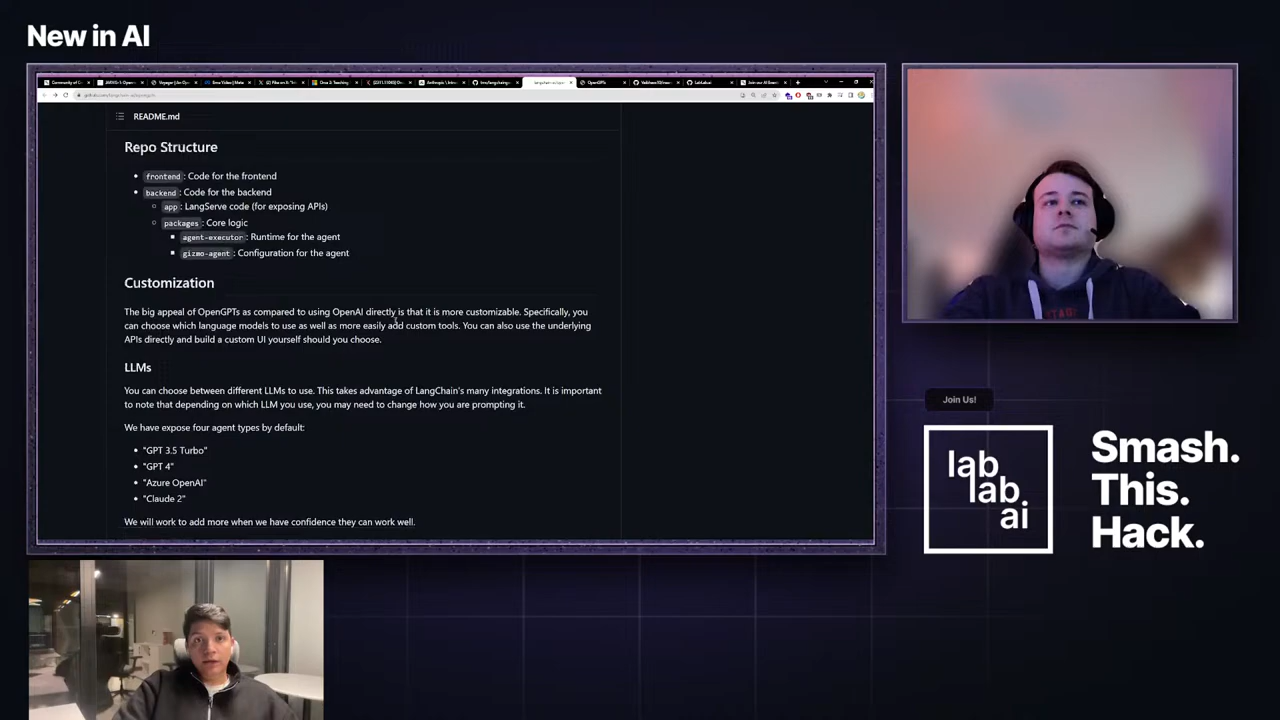 New in AI
README.md
Repo Structure
frontend: Code for the frontend
backend: Code for the backend
app: LangServe code (for exposing APIs)
packages: Core logic
agent-executor: Runtime for the agent
gizmo-agent: Configuration for the agent
Customization
The big appeal of OpenGPTs as compared to using OpenAI directly is that it is more customizable. Specifically, you
can choose which language models to use as well as more easily add custom tools. You can also use the underlying
APIs directly and build a custom UI yourself should you choose.
LLMs
You can choose between different LLMs to use. This takes advantage of LangChain's many integrations. It is important
to note that depending on which LLM you use, you may need to change how you are prompting it.
We have expose four agent types by default:
"GPT 3.5 Turbo"
"GPT 4"
"Azure OpenAI"
"Claude 2"
We will work to add more when we have confidence they can work well.
Join Us!
lab
lab
ai
Smash.
This.
Hack.